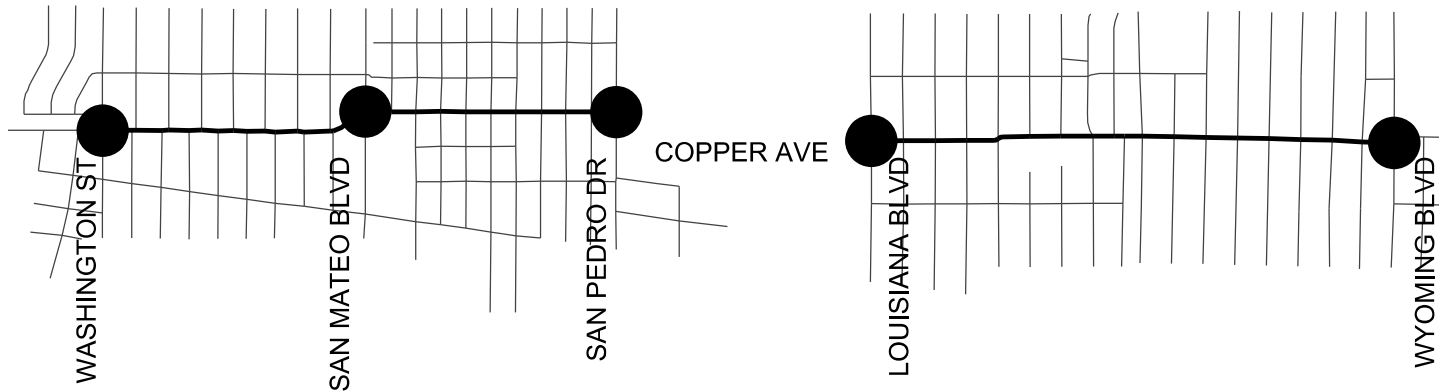 COPPER AVE
WASHINGTON ST
SAN MATEO BLVD
SAN PEDRO DR
LOUISIANA BLVD
WYOMING BLVD